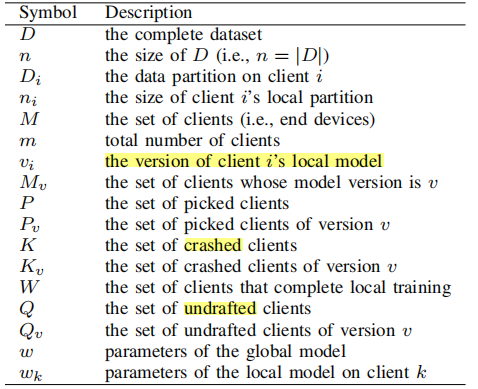 Symbol Description
D the complete dataset
n the size of D (i.e., n = |D|)
D_i the data partition on client i
n_i the size of client i's local partition
M the set of clients (i.e., end devices)
m total number of clients
v_i the version of client i's local model
M_v the set of clients whose model version is v
P the set of picked clients
P_v the set of picked clients of version v
K the set of crashed clients
K_v the set of crashed clients of version v
W the set of clients that complete local training
Q the set of undrafted clients
Q_v the set of undrafted clients of version v
w parameters of the global model
w_k parameters of the local model on client k